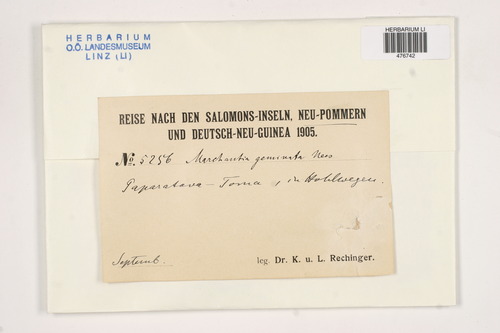 HERBARIUM
O.Ö. LANDESMUSEUM
LINZ (LI)
HERBARIUM LI
476742
REISE NACH DEN SALOMONS-INSELN, NEU-POMMERN
UND DEUTSCH-NEU-GUINEA 1905.
No. 5256 Marchantia geminata Nees
Paparatava - Toma in Hohlwegen.
Septemb.
leg. Dr. K. u. L. Rechinger.